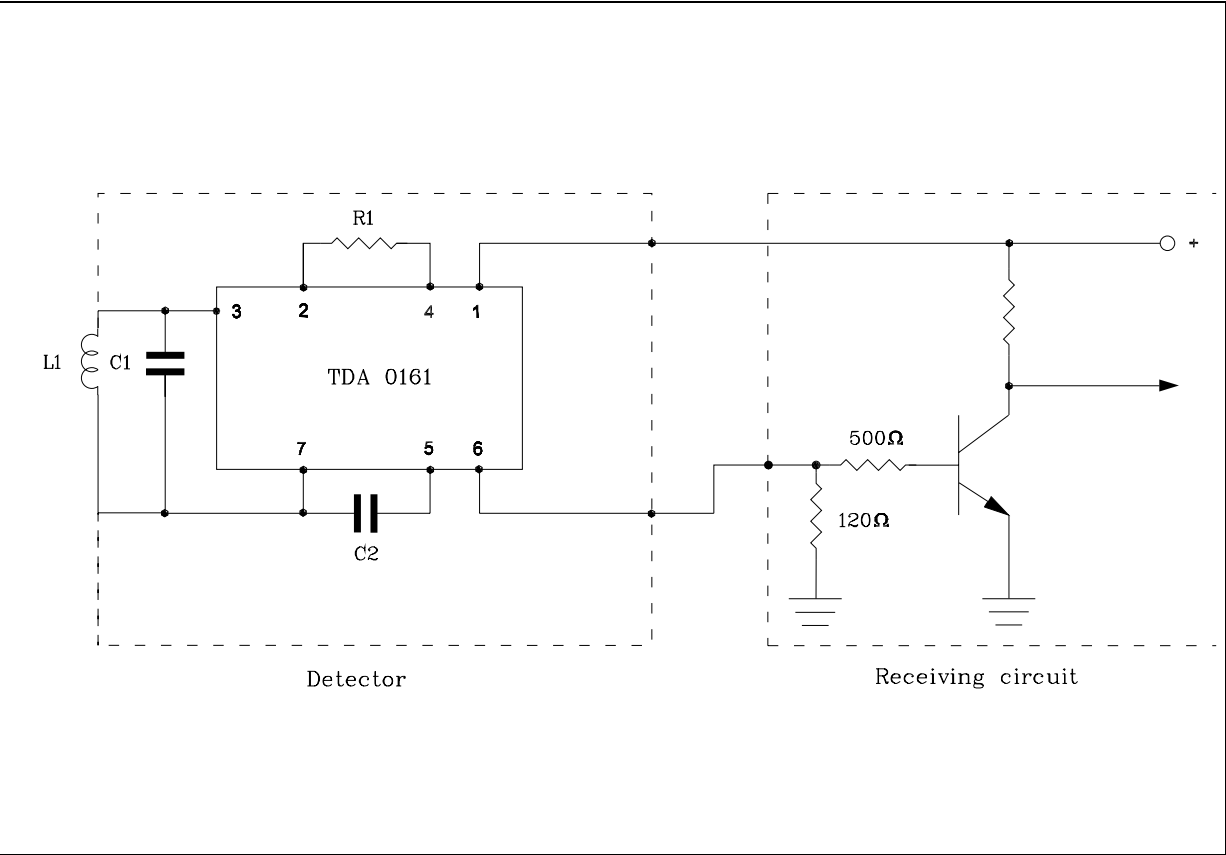 R1
+
3 2 4 1
L1 C1
TDA 0161
500Ω
7 5 6
120Ω
C2
Detector
Receiving circuit